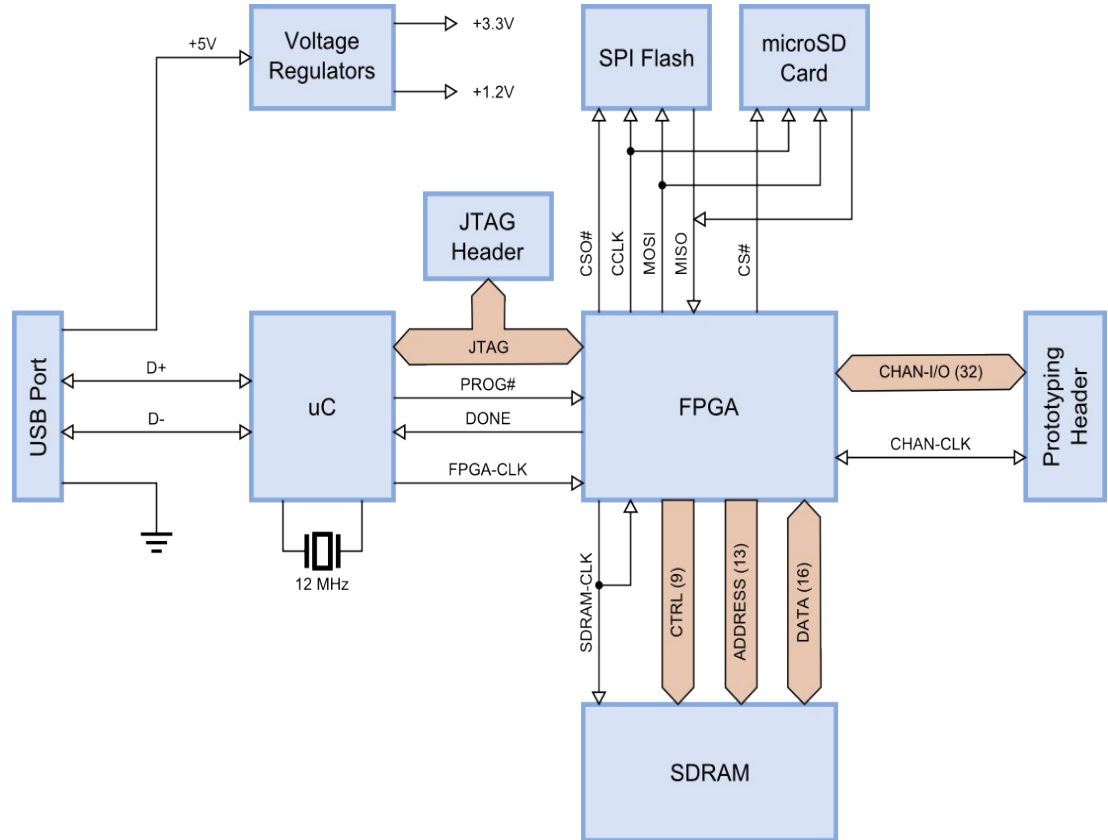 +5V
Voltage
Regulators
+3.3V
+1.2V
SPI Flash
microSD
Card
CSO#
CCLK
MOSI
MISO
CS#
JTAG
Header
USB Port
D+
D-
uC
12 MHz
JTAG
PROG#
DONE
FPGA-CLK
FPGA
CHAN-I/O (32)
CHAN-CLK
Prototyping
Header
SDRAM-CLK
CTRL (9)
ADDRESS (13)
DATA (16)
SDRAM